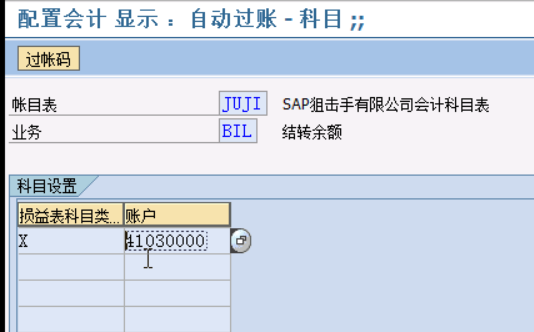 配置会计 显示 : 自动过账 - 科目 ;;
过帐码
帐目表 JUJI SAP狙击手有限公司会计科目表
业务 BIL 结转余额
科目设置
损益表科目类... 账户
X 41030000